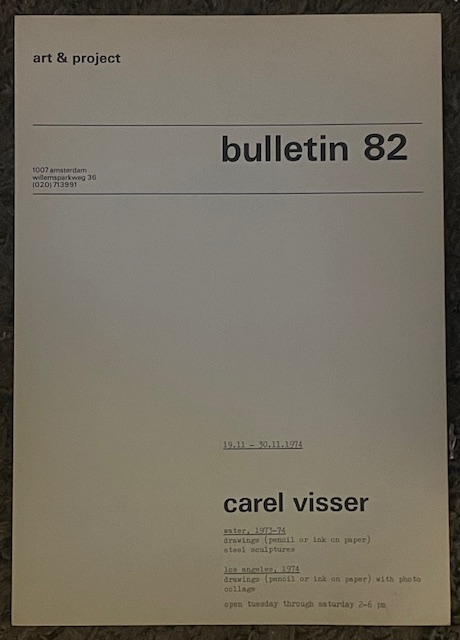 art & project
bulletin 82
1007 amsterdam
willemsparkweg 36
(020) 713991
19.11 - 30.11.1974
carel visser
water, 1973-74
drawings (pencil or ink on paper)
steel sculptures
los angeles, 1974
drawings (pencil or ink on paper) with photo
collage
open tuesday through saturday 2-6 pm